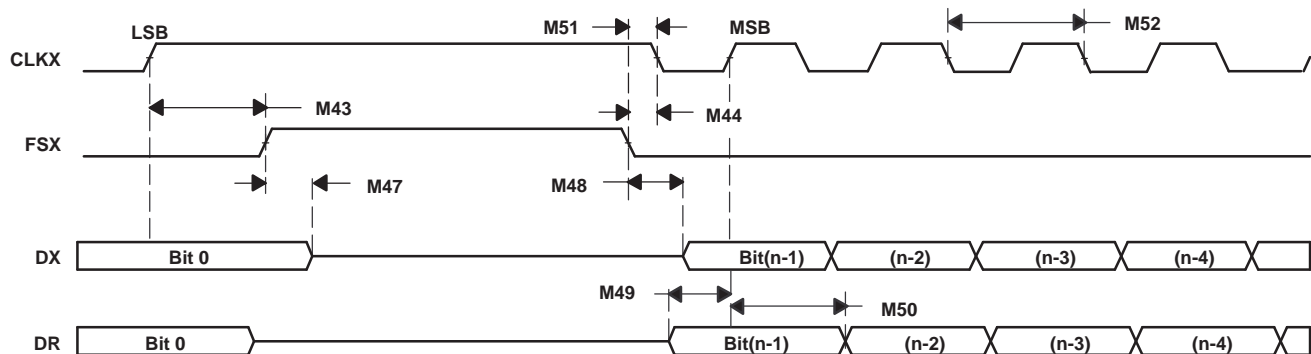 LSB
M51
MSB
M52
CLKX
M43
M44
FSX
M47
M48
DX
Bit 0
Bit(n-1)
(n-2)
(n-3)
(n-4)
M49
M50
DR
Bit 0
Bit(n-1)
(n-2)
(n-3)
(n-4)